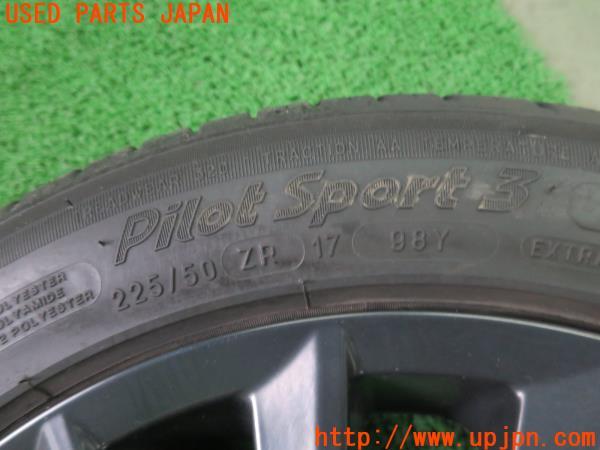 USED PARTS JAPAN
TREADWEAR 320 TRACTION AA TEMPERATURE A
Pilot Sport 3
225/50 ZR 17 98Y EXTRA
POLYESTER
POLYAMIDE
2 POLYESTER
http://www.upjpn.com/